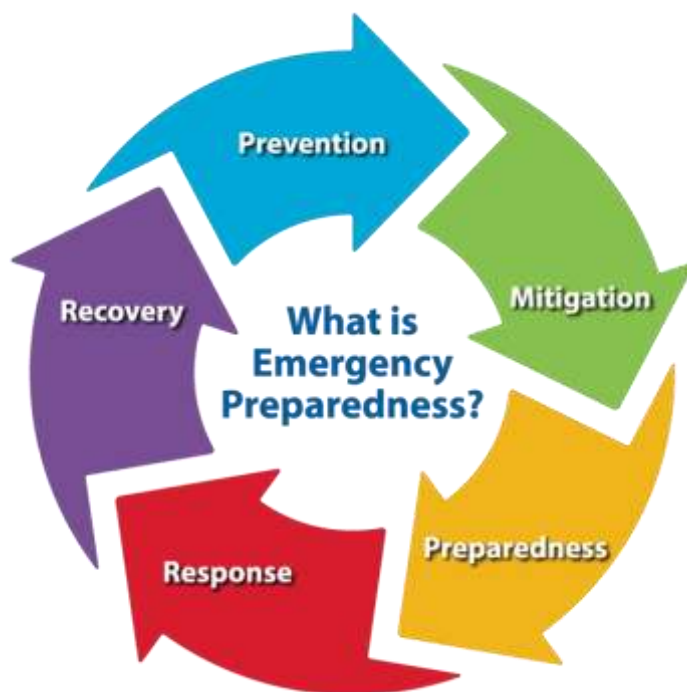 Prevention
Mitigation
Recovery
What is
Emergency
Preparedness?
Preparedness
Response